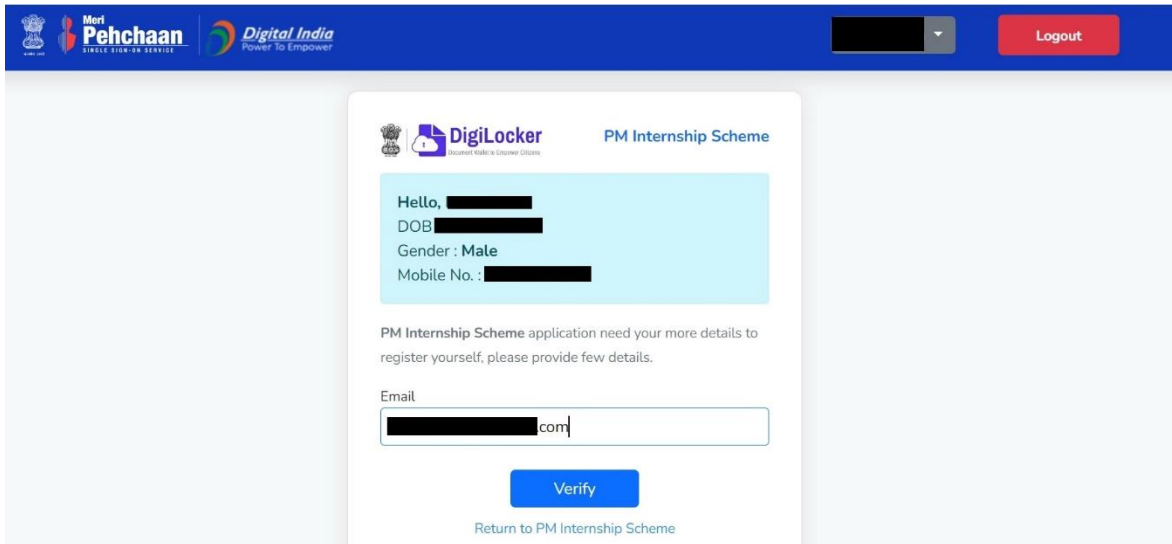 Meri
Pehchaan
SINGLE SIGN-ON SERVICE
Digital India
Power To Empower
Logout
DigiLocker
Document Wallet to Empower Citizens
PM Internship Scheme
Hello,
DOB
Gender : Male
Mobile No. :
PM Internship Scheme application need your more details to
register yourself, please provide few details.
Email
.com
Verify
Return to PM Internship Scheme